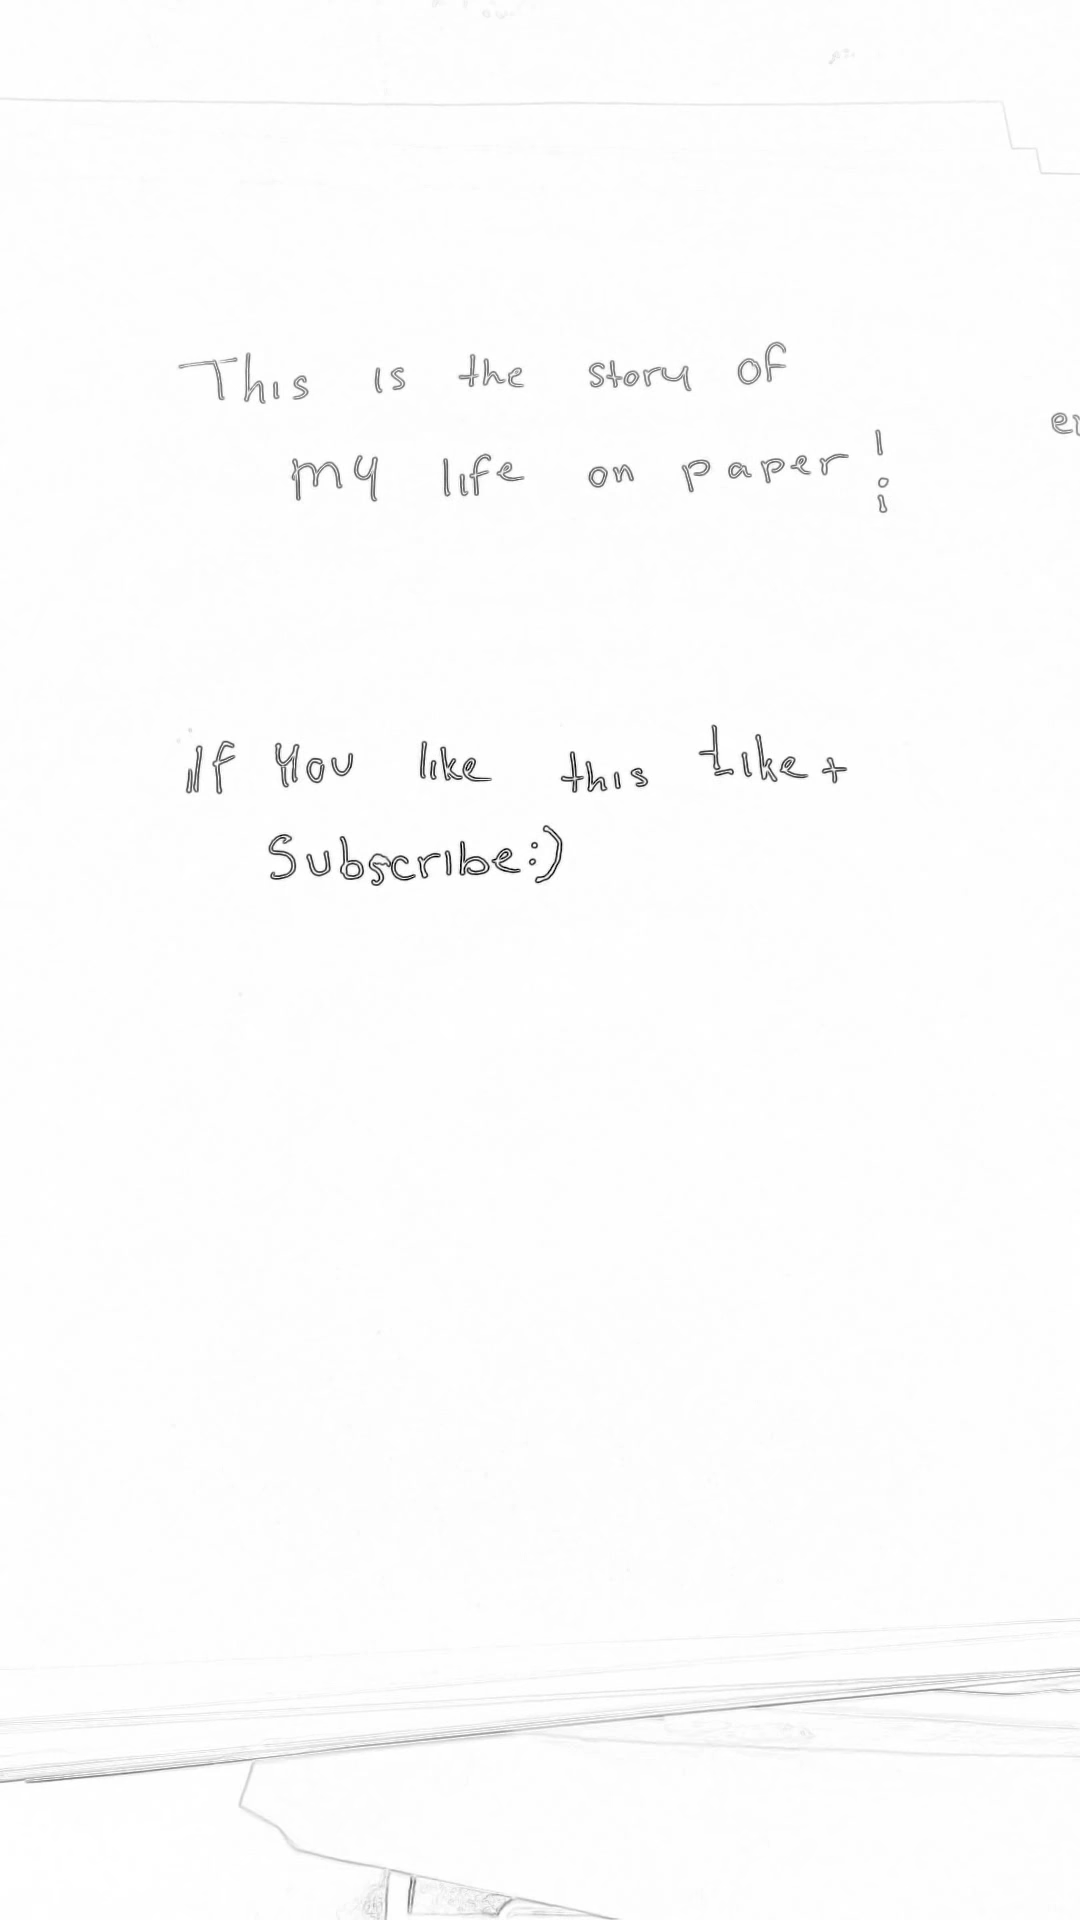 This is the story of
my life on paper!
If You like this Like +
Subscribe:)